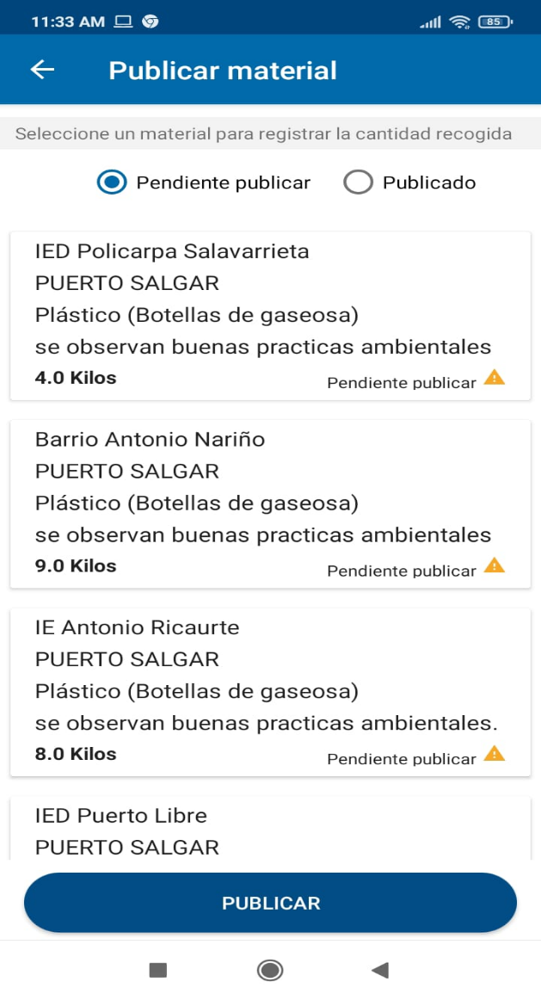 11:33 AM 85
Publicar material
Seleccione un material para registrar la cantidad recogida
Pendiente publicar Publicado
IED Policarpa Salavarrieta
PUERTO SALGAR
Plástico (Botellas de gaseosa)
se observan buenas practicas ambientales
4.0 Kilos Pendiente publicar
Barrio Antonio Nariño
PUERTO SALGAR
Plástico (Botellas de gaseosa)
se observan buenas practicas ambientales
9.0 Kilos Pendiente publicar
IE Antonio Ricaurte
PUERTO SALGAR
Plástico (Botellas de gaseosa)
se observan buenas practicas ambientales.
8.0 Kilos Pendiente publicar
IED Puerto Libre
PUERTO SALGAR
PUBLICAR